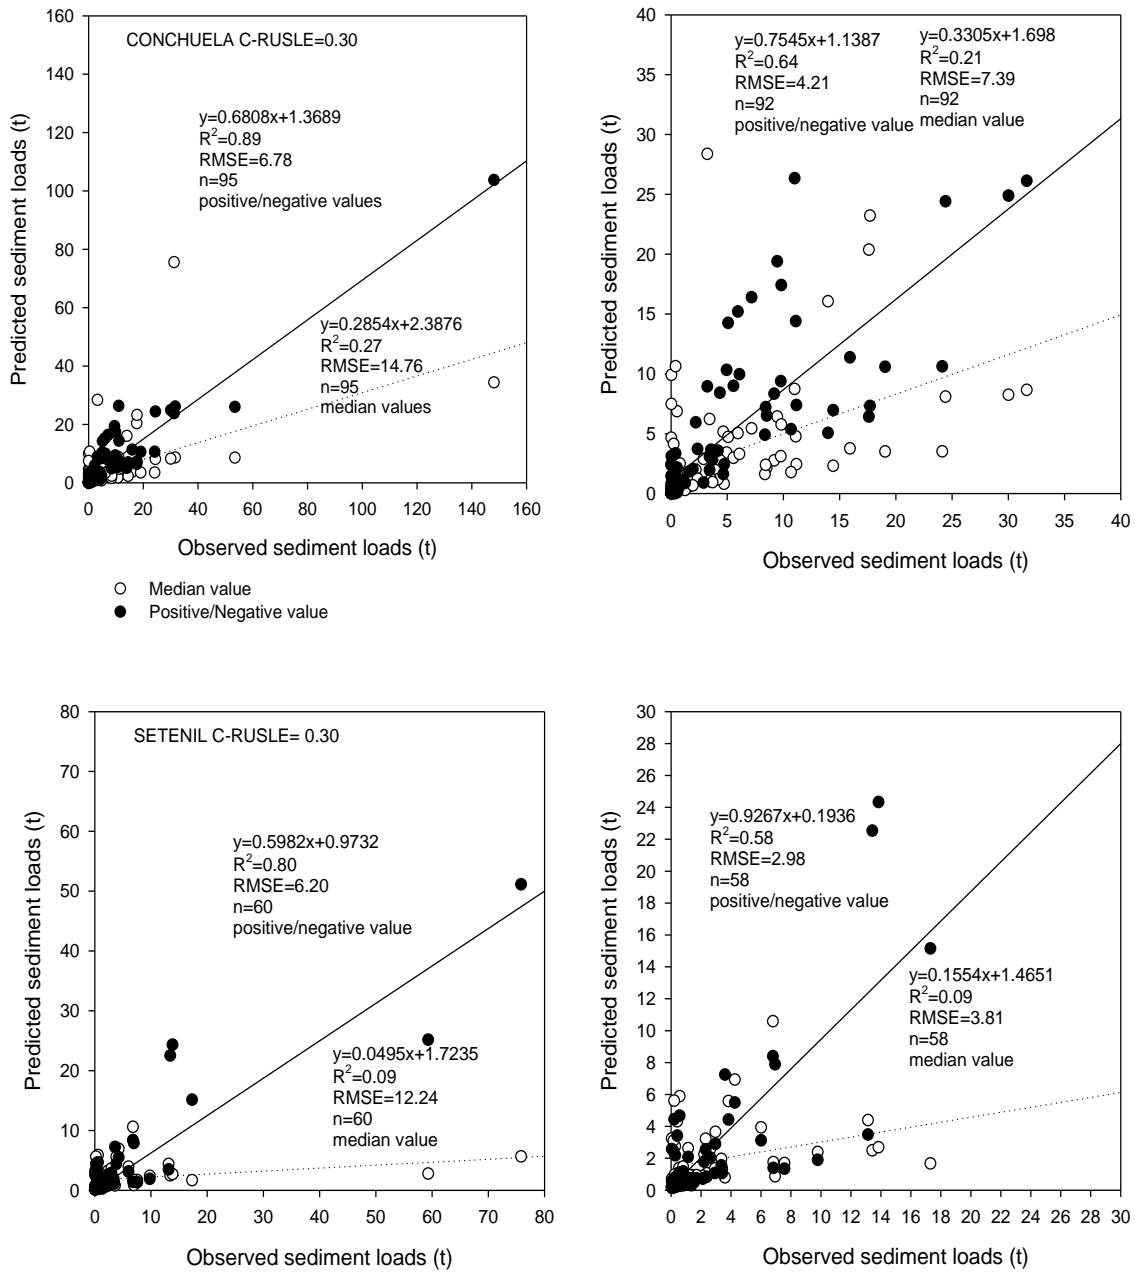 CONCHUELA C-RUSLE=0.30
y=0.6808x+1.3689
R²=0.89
RMSE=6.78
n=95
positive/negative values
y=0.2854x+2.3876
R²=0.27
RMSE=14.76
n=95
median values
160
140
120
100
80
60
40
20
0
0 20 40 60 80 100 120 140 160
Predicted sediment loads (t)
Observed sediment loads (t)
Median value
Positive/Negative value
y=0.7545x+1.1387
R²=0.64
RMSE=4.21
n=92
positive/negative value
y=0.3305x+1.698
R²=0.21
RMSE=7.39
n=92
median value
40
35
30
25
20
15
10
5
0
0 5 10 15 20 25 30 35 40
Predicted sediment loads (t)
Observed sediment loads (t)
SETENIL C-RUSLE= 0.30
y=0.5982x+0.9732
R²=0.80
RMSE=6.20
n=60
positive/negative value
y=0.0495x+1.7235
R²=0.09
RMSE=12.24
n=60
median value
80
70
60
50
40
30
20
10
0
0 10 20 30 40 50 60 70 80
Predicted sediment loads (t)
Observed sediment loads (t)
y=0.9267x+0.1936
R²=0.58
RMSE=2.98
n=58
positive/negative value
y=0.1554x+1.4651
R²=0.09
RMSE=3.81
n=58
median value
30
28
26
24
22
20
18
16
14
12
10
8
6
4
2
0
0 2 4 6 8 10 12 14 16 18 20 22 24 26 28 30
Predicted sediment loads (t)
Observed sediment loads (t)